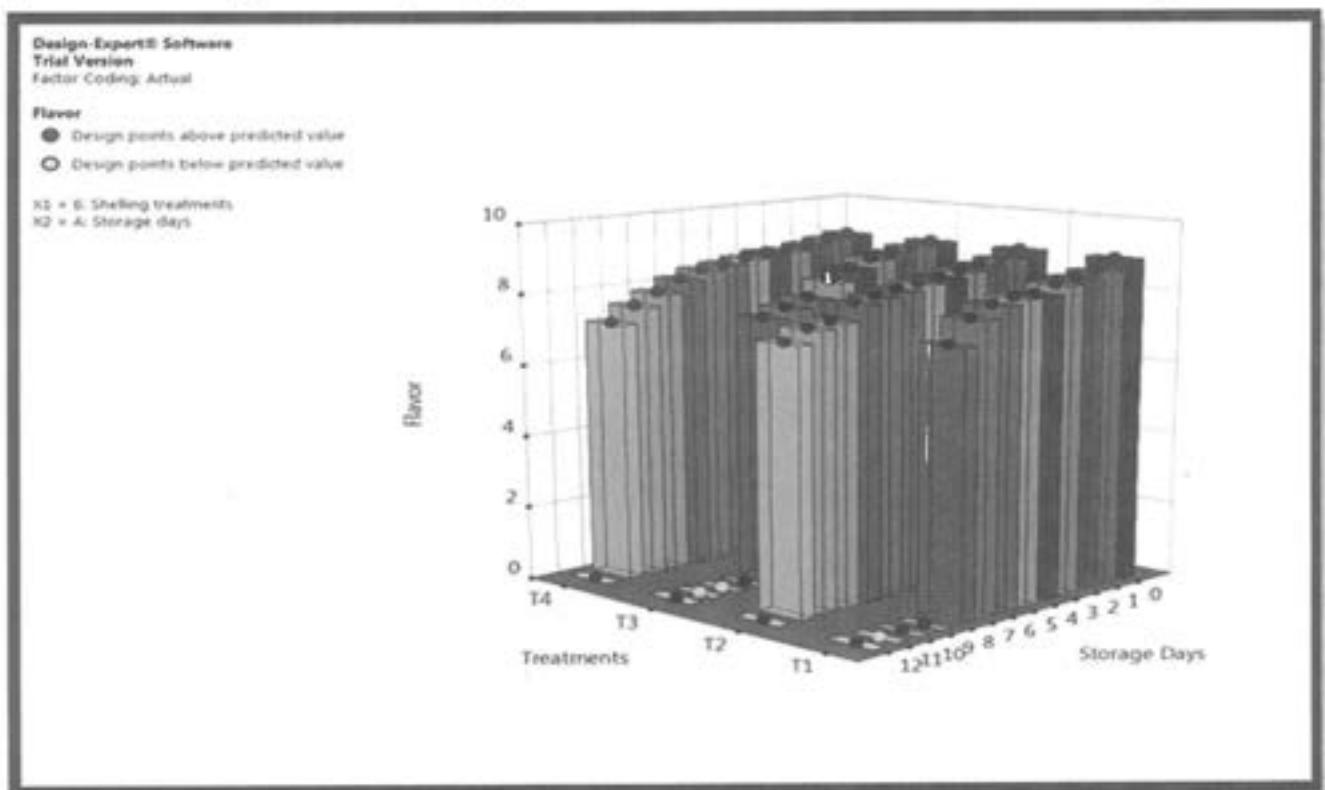 Design-Expert® Software
Trial Version
Factor Coding: Actual
Flavor
Design points above predicted value
Design points below predicted value
X1 = B: Shelling treatments
X2 = A: Storage days
10
8
6
4
2
0
Flavor
T4
T3
T2
T1
Treatments
12
11
10
9
8
7
6
5
4
3
2
1
0
Storage Days